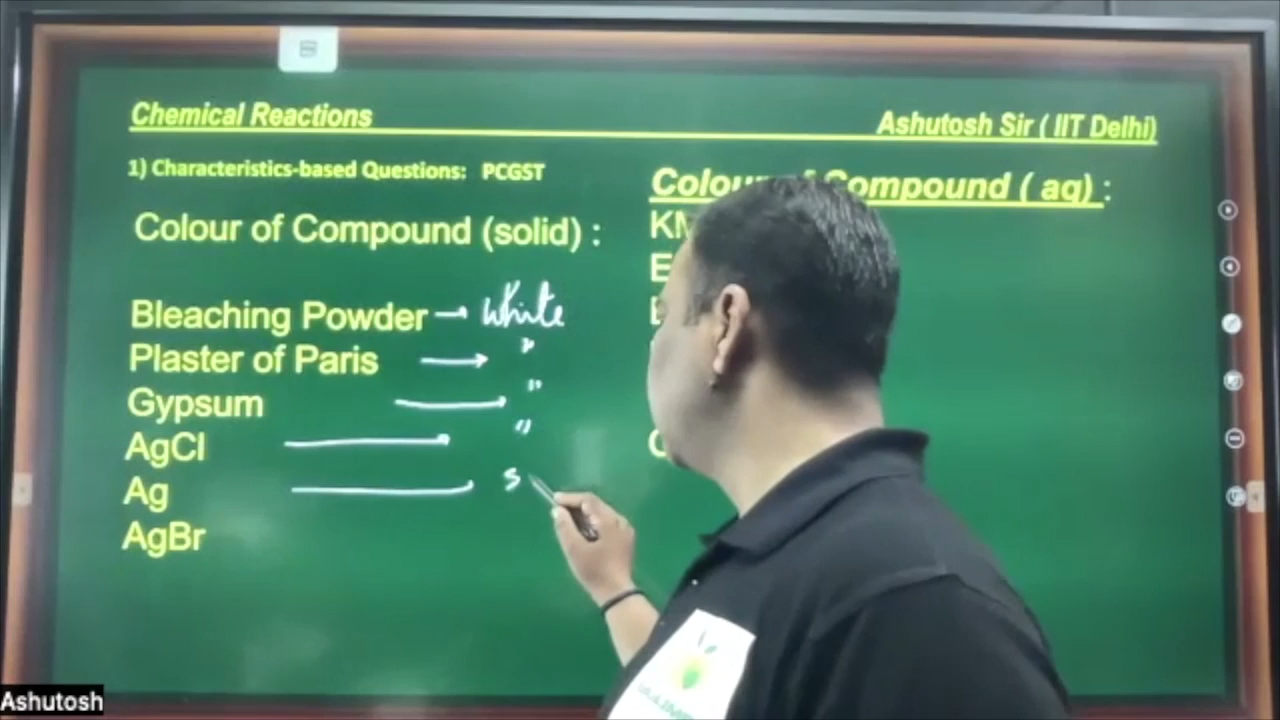 Chemical Reactions
Ashutosh Sir ( IIT Delhi)
1) Characteristics-based Questions: PCGST
Colour of Compound (solid) :
Bleaching Powder → White
Plaster of Paris → "
Gypsum → "
AgCl → "
Ag → S
AgBr
Compound ( aq) :
Ashutosh